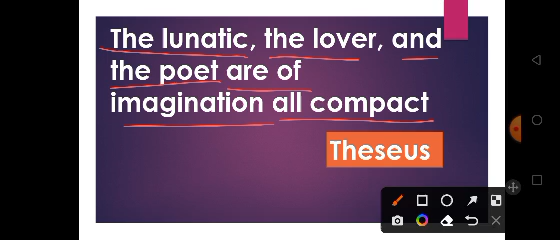 The lunatic, the lover, and
the poet are of
imagination all compact
Theseus